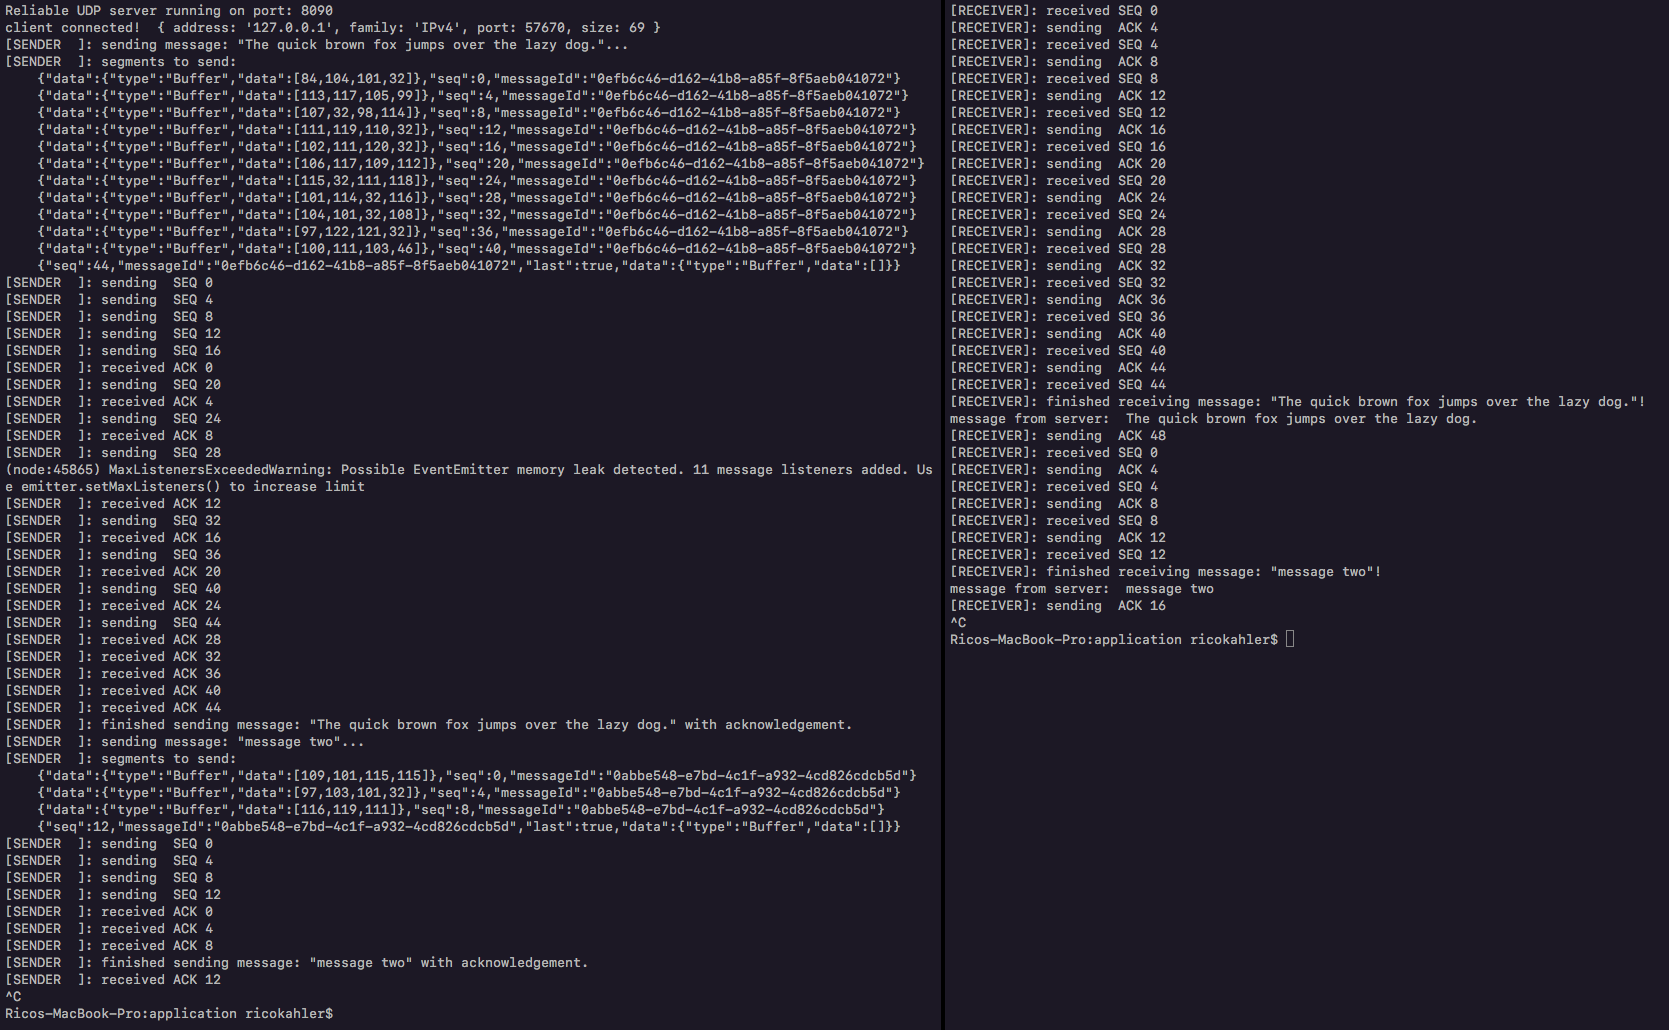 Reliable UDP server running on port: 8090
client connected!  { address: '127.0.0.1', family: 'IPv4', port: 57670, size: 69 }
[SENDER  ]: sending message: "The quick brown fox jumps over the lazy dog."...
[SENDER  ]: segments to send:
    {"data":{"type":"Buffer","data":[84,104,101,32]},"seq":0,"messageId":"0efb6c46-d162-41b8-a85f-8f5aeb041072"}
    {"data":{"type":"Buffer","data":[113,117,105,99]},"seq":4,"messageId":"0efb6c46-d162-41b8-a85f-8f5aeb041072"}
    {"data":{"type":"Buffer","data":[107,32,98,114]},"seq":8,"messageId":"0efb6c46-d162-41b8-a85f-8f5aeb041072"}
    {"data":{"type":"Buffer","data":[111,119,110,32]},"seq":12,"messageId":"0efb6c46-d162-41b8-a85f-8f5aeb041072"}
    {"data":{"type":"Buffer","data":[102,111,120,32]},"seq":16,"messageId":"0efb6c46-d162-41b8-a85f-8f5aeb041072"}
    {"data":{"type":"Buffer","data":[106,117,109,112]},"seq":20,"messageId":"0efb6c46-d162-41b8-a85f-8f5aeb041072"}
    {"data":{"type":"Buffer","data":[115,32,111,118]},"seq":24,"messageId":"0efb6c46-d162-41b8-a85f-8f5aeb041072"}
    {"data":{"type":"Buffer","data":[101,114,32,116]},"seq":28,"messageId":"0efb6c46-d162-41b8-a85f-8f5aeb041072"}
    {"data":{"type":"Buffer","data":[104,101,32,108]},"seq":32,"messageId":"0efb6c46-d162-41b8-a85f-8f5aeb041072"}
    {"data":{"type":"Buffer","data":[97,122,121,32]},"seq":36,"messageId":"0efb6c46-d162-41b8-a85f-8f5aeb041072"}
    {"data":{"type":"Buffer","data":[100,111,103,46]},"seq":40,"messageId":"0efb6c46-d162-41b8-a85f-8f5aeb041072"}
    {"seq":44,"messageId":"0efb6c46-d162-41b8-a85f-8f5aeb041072","last":true,"data":{"type":"Buffer","data":[]}}
[SENDER  ]: sending  SEQ 0
[SENDER  ]: sending  SEQ 4
[SENDER  ]: sending  SEQ 8
[SENDER  ]: sending  SEQ 12
[SENDER  ]: sending  SEQ 16
[SENDER  ]: received ACK 0
[SENDER  ]: sending  SEQ 20
[SENDER  ]: received ACK 4
[SENDER  ]: sending  SEQ 24
[SENDER  ]: received ACK 8
[SENDER  ]: sending  SEQ 28
(node:45865) MaxListenersExceededWarning: Possible EventEmitter memory leak detected. 11 message listeners added. Us
e emitter.setMaxListeners() to increase limit
[SENDER  ]: received ACK 12
[SENDER  ]: sending  SEQ 32
[SENDER  ]: received ACK 16
[SENDER  ]: sending  SEQ 36
[SENDER  ]: received ACK 20
[SENDER  ]: sending  SEQ 40
[SENDER  ]: received ACK 24
[SENDER  ]: sending  SEQ 44
[SENDER  ]: received ACK 28
[SENDER  ]: received ACK 32
[SENDER  ]: received ACK 36
[SENDER  ]: received ACK 40
[SENDER  ]: received ACK 44
[SENDER  ]: finished sending message: "The quick brown fox jumps over the lazy dog." with acknowledgement.
[SENDER  ]: sending message: "message two"...
[SENDER  ]: segments to send:
    {"data":{"type":"Buffer","data":[109,101,115,115]},"seq":0,"messageId":"0abbe548-e7bd-4c1f-a932-4cd826cdcb5d"}
    {"data":{"type":"Buffer","data":[97,103,101,32]},"seq":4,"messageId":"0abbe548-e7bd-4c1f-a932-4cd826cdcb5d"}
    {"data":{"type":"Buffer","data":[116,119,111]},"seq":8,"messageId":"0abbe548-e7bd-4c1f-a932-4cd826cdcb5d"}
    {"seq":12,"messageId":"0abbe548-e7bd-4c1f-a932-4cd826cdcb5d","last":true,"data":{"type":"Buffer","data":[]}}
[SENDER  ]: sending  SEQ 0
[SENDER  ]: sending  SEQ 4
[SENDER  ]: sending  SEQ 8
[SENDER  ]: sending  SEQ 12
[SENDER  ]: received ACK 0
[SENDER  ]: received ACK 4
[SENDER  ]: received ACK 8
[SENDER  ]: finished sending message: "message two" with acknowledgement.
[SENDER  ]: received ACK 12
^C
Ricos-MacBook-Pro:application ricokahler$
[RECEIVER]: received SEQ 0
[RECEIVER]: sending  ACK 4
[RECEIVER]: received SEQ 4
[RECEIVER]: sending  ACK 8
[RECEIVER]: received SEQ 8
[RECEIVER]: sending  ACK 12
[RECEIVER]: received SEQ 12
[RECEIVER]: sending  ACK 16
[RECEIVER]: received SEQ 16
[RECEIVER]: sending  ACK 20
[RECEIVER]: received SEQ 20
[RECEIVER]: sending  ACK 24
[RECEIVER]: received SEQ 24
[RECEIVER]: sending  ACK 28
[RECEIVER]: received SEQ 28
[RECEIVER]: sending  ACK 32
[RECEIVER]: received SEQ 32
[RECEIVER]: sending  ACK 36
[RECEIVER]: received SEQ 36
[RECEIVER]: sending  ACK 40
[RECEIVER]: received SEQ 40
[RECEIVER]: sending  ACK 44
[RECEIVER]: received SEQ 44
[RECEIVER]: finished receiving message: "The quick brown fox jumps over the lazy dog."!
message from server:  The quick brown fox jumps over the lazy dog.
[RECEIVER]: sending  ACK 48
[RECEIVER]: received SEQ 0
[RECEIVER]: sending  ACK 4
[RECEIVER]: received SEQ 4
[RECEIVER]: sending  ACK 8
[RECEIVER]: received SEQ 8
[RECEIVER]: sending  ACK 12
[RECEIVER]: received SEQ 12
[RECEIVER]: finished receiving message: "message two"!
message from server:  message two
[RECEIVER]: sending  ACK 16
^C
Ricos-MacBook-Pro:application ricokahler$